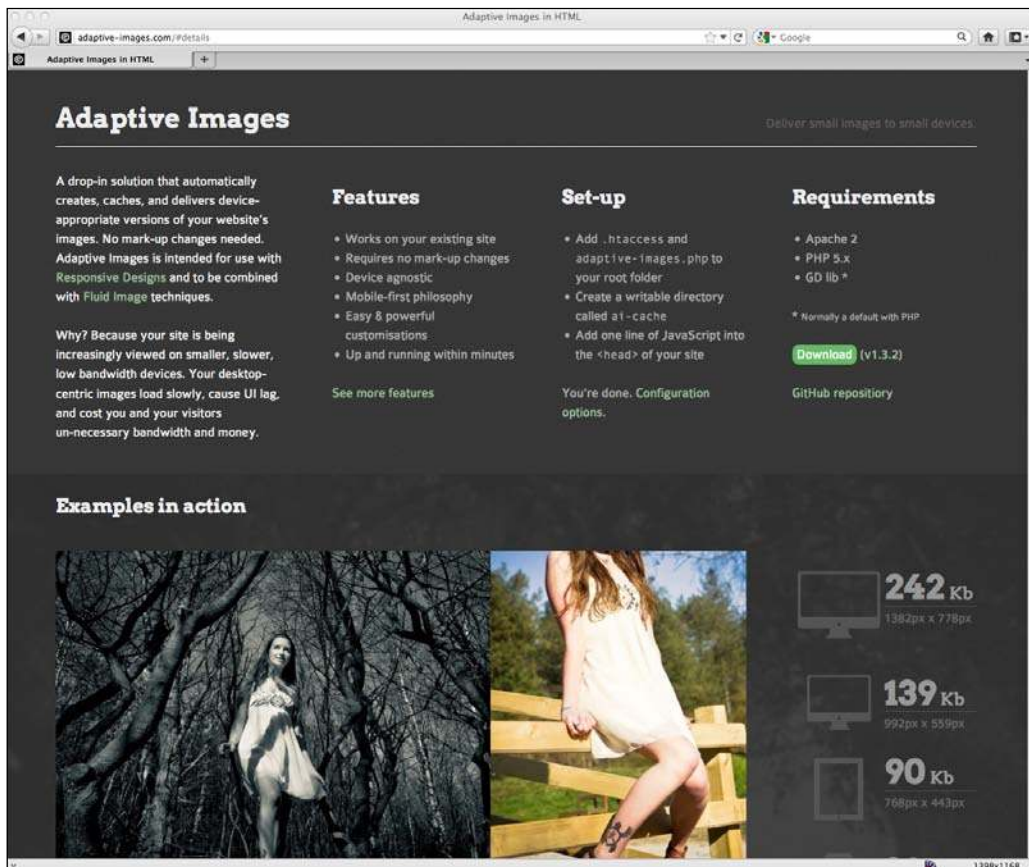 Adaptive Images in HTML
adaptive-images.com/#details
Google
Adaptive Images in HTML
+
Adaptive Images
Deliver small images to small devices.
A drop-in solution that automatically
creates, caches, and delivers device-
appropriate versions of your website's
images. No mark-up changes needed.
Adaptive Images is intended for use with
Responsive Designs and to be combined
with Fluid Image techniques.
Why? Because your site is being
increasingly viewed on smaller, slower,
low bandwidth devices. Your desktop-
centric images load slowly, cause UI lag,
and cost you and your visitors
un-necessary bandwidth and money.
Features
• Works on your existing site
• Requires no mark-up changes
• Device agnostic
• Mobile-first philosophy
• Easy & powerful
customisations
• Up and running within minutes
See more features
Set-up
• Add .htaccess and
adaptive-images.php to
your root folder
• Create a writable directory
called ai-cache
• Add one line of JavaScript into
the <head> of your site
You're done. Configuration
options.
Requirements
• Apache 2
• PHP 5.x
• GD lib *
* Normally a default with PHP
Download (v1.3.2)
GitHub repositiory
Examples in action
242 Kb
1382px x 778px
139 Kb
992px x 559px
90 Kb
768px x 443px
1398x1168